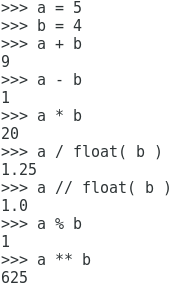 >>> a = 5
>>> b = 4
>>> a + b
9
>>> a - b
1
>>> a * b
20
>>> a / float( b )
1.25
>>> a // float( b )
1.0
>>> a % b
1
>>> a ** b
625